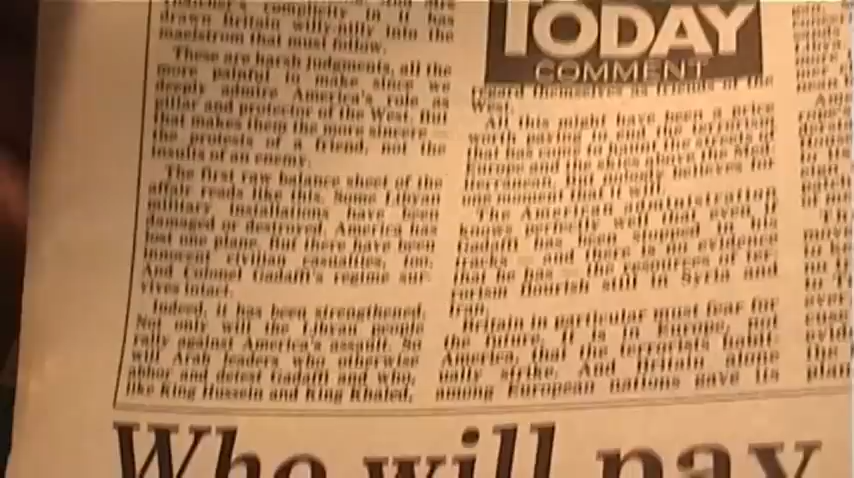 drawn Britain willy-nilly into the
maelstrom that must follow.
These are harsh judgments, all the
more painful to make since we
deeply admire America's role as
pillar and protector of the West. But
that makes them the more sincere —
the protests of a friend, not the
insults of an enemy.
The first raw balance sheet of the
affair reads like this. Some Libyan
military installations have been
damaged or destroyed. America has
lost one plane. But there have been
innocent civilian casualties, too.
And Colonel Gadaffi's regime sur-
vives intact.
Indeed, it has been strengthened.
Not only will the Libyan people
rally against America's assault. So
will Arab leaders who otherwise
abhor and detest Gadaffi and who,
like King Hussein and King Khaled,
TODAY
COMMENT
regard themselves as friends of the
West.
All this might have been a price
worth paying to end the terrorism
that has come to haunt the streets of
Europe and the skies above the Med-
iterranean. But nobody believes for
one moment that it will.
The American administration
knows perfectly well that even if
Gadaffi has been stopped in his
tracks — and there is no evidence
that he has — the resources of ter-
rorism flourish still in Syria and
Iran.
Britain in particular must fear for
the future. It is in Europe, not
America, that the terrorists habit-
ually strike. And Britain alone
among European nations gave its
Who will pay